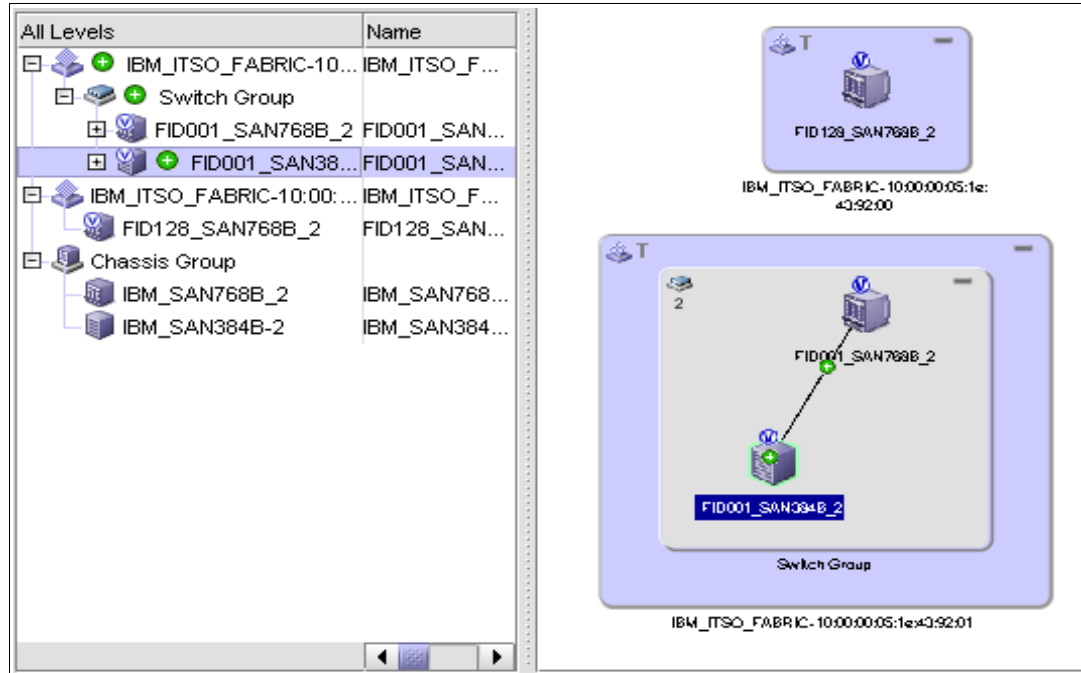 All Levels Name
IBM_ITSO_FABRIC-10... IBM_ITSO_F...
Switch Group
FID001_SAN768B_2 FID001_SAN...
FID001_SAN38... FID001_SAN...
IBM_ITSO_FABRIC-10:00:... IBM_ITSO_F...
FID128_SAN768B_2 FID128_SAN...
Chassis Group
IBM_SAN768B_2 IBM_SAN768...
IBM_SAN384B-2 IBM_SAN384...
T
FID128_SAN768B_2
IBM_ITSO_FABRIC-10:00:00:05:1e:
43:92:00
T
2
FID001_SAN768B_2
FID001_SAN384B_2
Switch Group
IBM_ITSO_FABRIC-10:00:00:05:1e:43:92:01